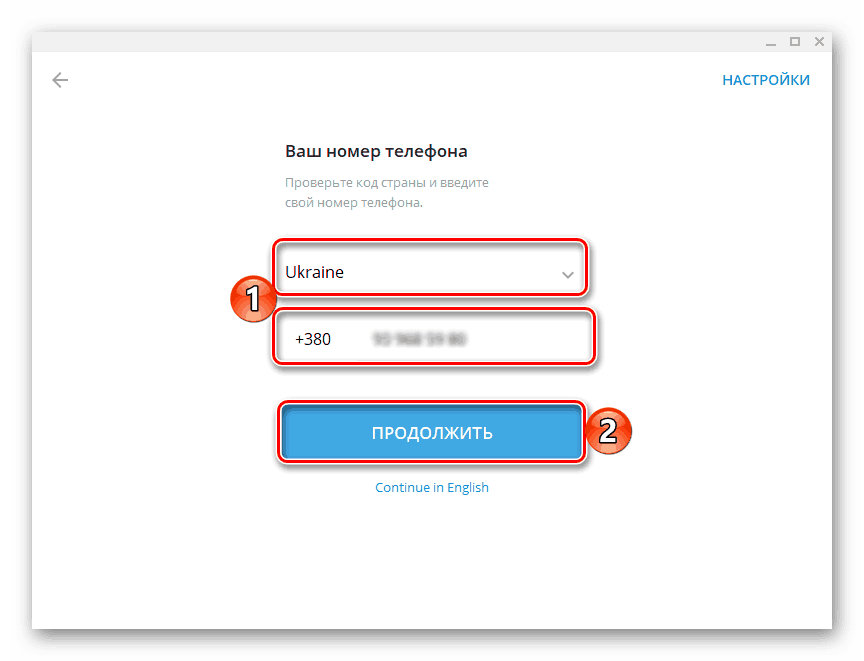 НАСТРОЙКИ
Ваш номер телефона
Проверьте код страны и введите
свой номер телефона.
Ukraine
1
+380
ПРОДОЛЖИТЬ
2
Continue in English